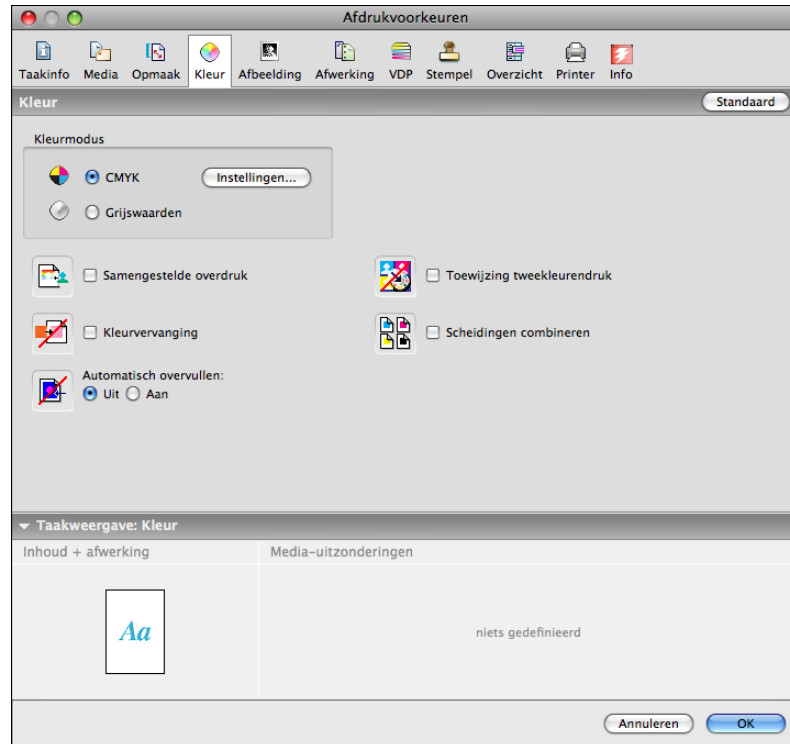 Afdrukvoorkeuren
Taakinfo Media Opmaak Kleur Afbeelding Afwerking VDP Stempel Overzicht Printer Info
Kleur Standaard
Kleurmodus
CMYK Instellingen...
Grijswaarden
Samengestelde overdruk Toewijzing tweekleurendruk
Kleurvervanging Scheidingen combineren
Automatisch overvullen:
Uit Aan
Taakweergave: Kleur
Inhoud + afwerking Media-uitzonderingen
Aa niets gedefinieerd
Annuleren OK